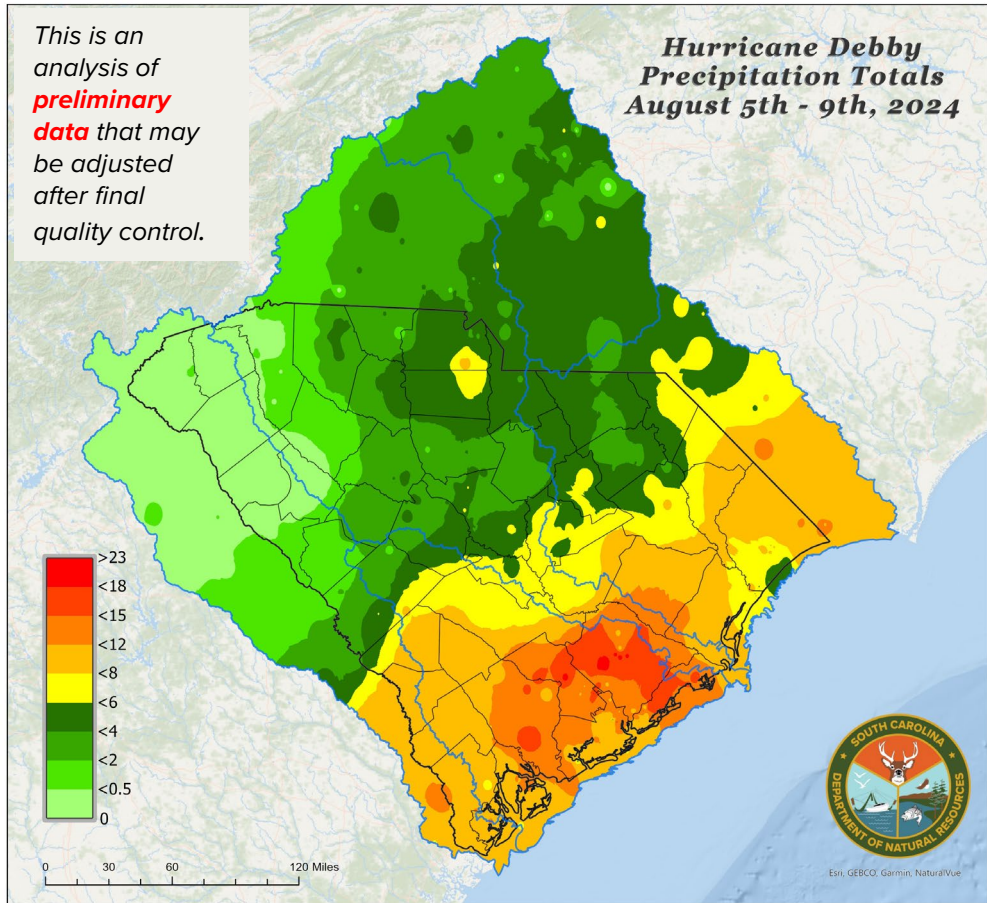 This is an
analysis of
preliminary
data that may
be adjusted
after final
quality control.
Hurricane Debby
Precipitation Totals
August 5th - 9th, 2024
>23
<18
<15
<12
<8
<6
<4
<2
<0.5
0
0 30 60 120 Miles
SOUTH CAROLINA
DEPARTMENT OF NATURAL RESOURCES
Esri, GEBCO, Garmin, NaturalVue